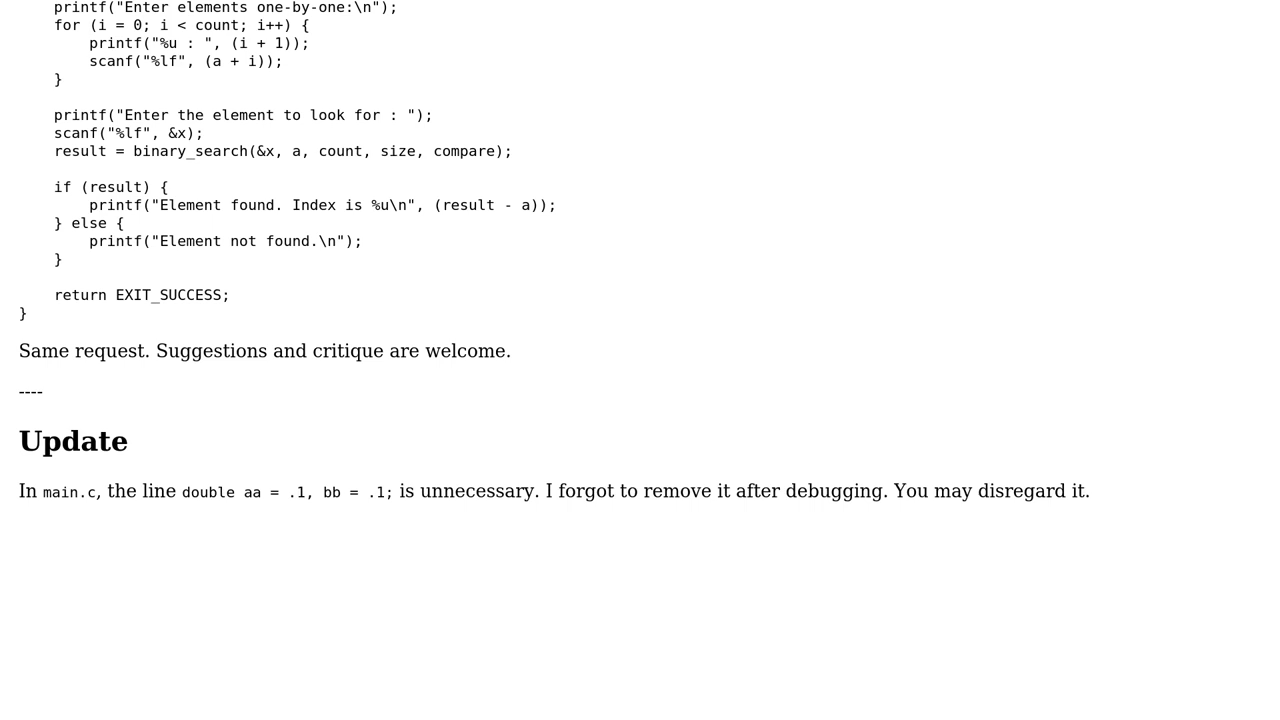 printf("Enter elements one-by-one:\n");
    for (i = 0; i < count; i++) {
        printf("%u : ", (i + 1));
        scanf("%lf", (a + i));
    }

    printf("Enter the element to look for : ");
    scanf("%lf", &x);
    result = binary_search(&x, a, count, size, compare);

    if (result) {
        printf("Element found. Index is %u\n", (result - a));
    } else {
        printf("Element not found.\n");
    }

    return EXIT_SUCCESS;
}
Same request. Suggestions and critique are welcome.
----
Update
In main.c, the line double aa = .1, bb = .1; is unnecessary. I forgot to remove it after debugging. You may disregard it.